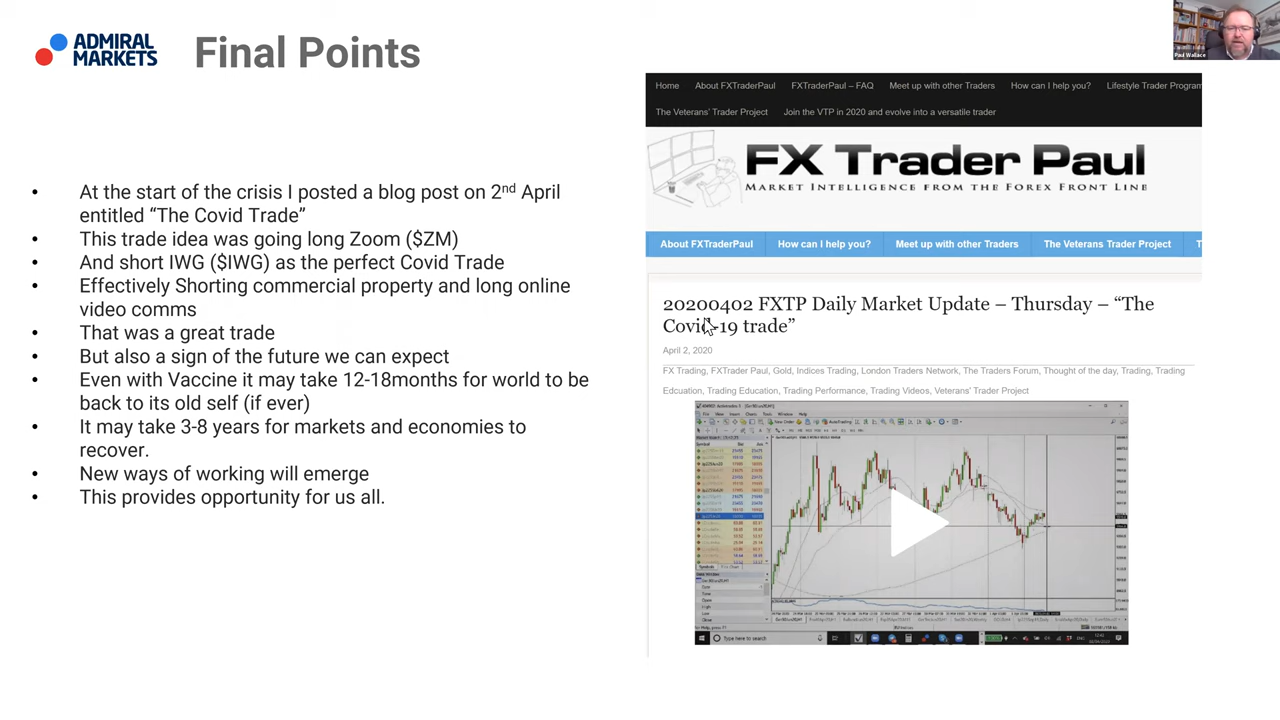 ADMIRAL
MARKETS
Final Points
Paul Wallace
• At the start of the crisis I posted a blog post on 2nd April
entitled “The Covid Trade”
• This trade idea was going long Zoom ($ZM)
• And short IWG ($IWG) as the perfect Covid Trade
• Effectively Shorting commercial property and long online
video comms
• That was a great trade
• But also a sign of the future we can expect
• Even with Vaccine it may take 12-18months for world to be
back to its old self (if ever)
• It may take 3-8 years for markets and economies to
recover.
• New ways of working will emerge
• This provides opportunity for us all.
Home About FXTraderPaul FXTraderPaul – FAQ Meet up with other Traders How can I help you? Lifestyle Trader Program
The Veterans’ Trader Project Join the VTP in 2020 and evolve into a versatile trader
FX Trader Paul
Market Intelligence from the Forex Front Line
About FXTraderPaul How can I help you? Meet up with other Traders The Veterans Trader Project T
20200402 FXTP Daily Market Update – Thursday – “The
Covid-19 trade”
April 2, 2020
FX Trading, FXTrader Paul, Gold, Indices Trading, London Traders Network, The Traders Forum, Thought of the day, Trading, Trading
Edcuation, Trading Education, Trading Performance, Trading Videos, Veterans' Trader Project
Type here to search